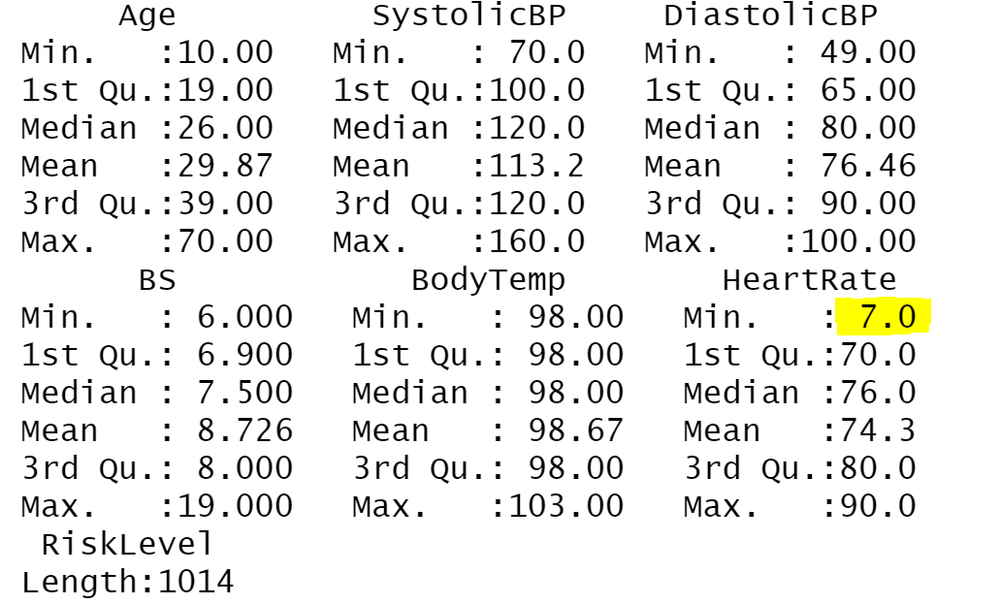 Age SystolicBP DiastolicBP
Min. :10.00 Min. : 70.0 Min. : 49.00
1st Qu.:19.00 1st Qu.:100.0 1st Qu.: 65.00
Median :26.00 Median :120.0 Median : 80.00
Mean :29.87 Mean :113.2 Mean : 76.46
3rd Qu.:39.00 3rd Qu.:120.0 3rd Qu.: 90.00
Max. :70.00 Max. :160.0 Max. :100.00
BS BodyTemp HeartRate
Min. : 6.000 Min. : 98.00 Min. : 7.0
1st Qu.: 6.900 1st Qu.: 98.00 1st Qu.:70.0
Median : 7.500 Median : 98.00 Median :76.0
Mean : 8.726 Mean : 98.67 Mean :74.3
3rd Qu.: 8.000 3rd Qu.: 98.00 3rd Qu.:80.0
Max. :19.000 Max. :103.00 Max. :90.0
RiskLevel
Length:1014